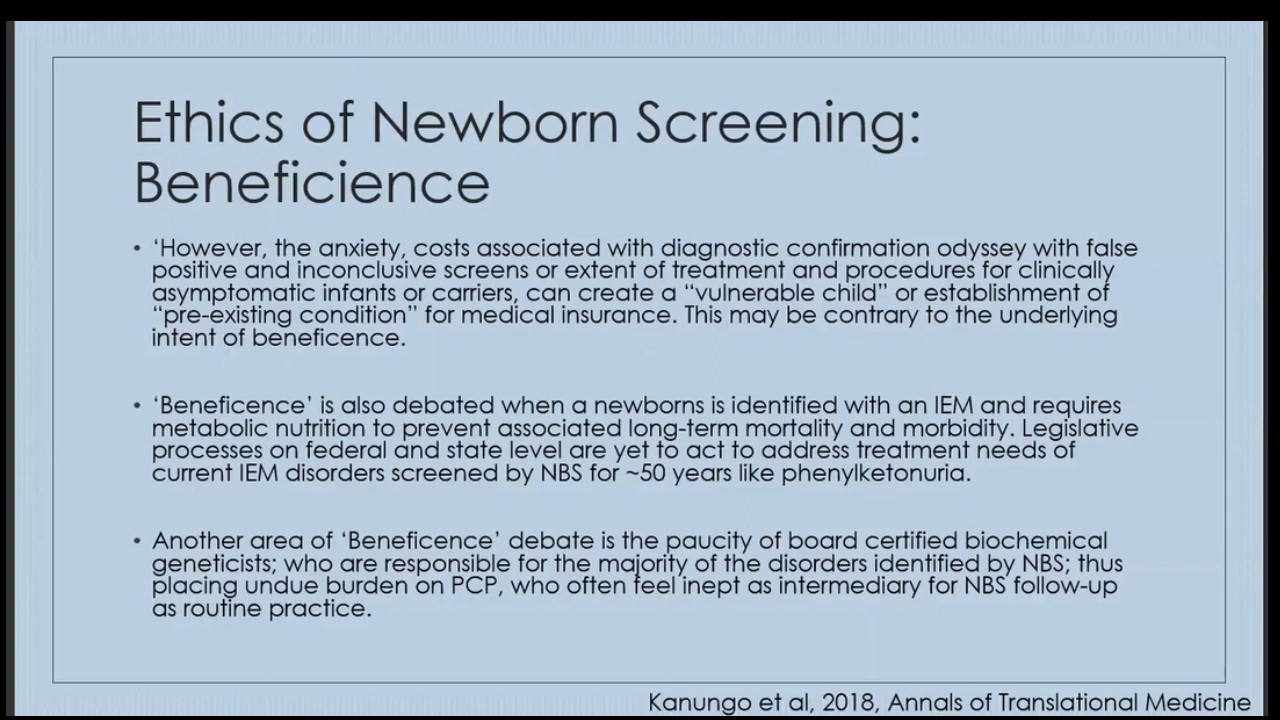 Ethics of Newborn Screening:
Beneficience
• ‘However, the anxiety, costs associated with diagnostic confirmation odyssey with false
positive and inconclusive screens or extent of treatment and procedures for clinically
asymptomatic infants or carriers, can create a “vulnerable child” or establishment of
“pre-existing condition” for medical insurance. This may be contrary to the underlying
intent of beneficence.
• ‘Beneficence’ is also debated when a newborns is identified with an IEM and requires
metabolic nutrition to prevent associated long-term mortality and morbidity. Legislative
processes on federal and state level are yet to act to address treatment needs of
current IEM disorders screened by NBS for ~50 years like phenylketonuria.
• Another area of ‘Beneficence’ debate is the paucity of board certified biochemical
geneticists; who are responsible for the majority of the disorders identified by NBS; thus
placing undue burden on PCP, who often feel inept as intermediary for NBS follow-up
as routine practice.
Kanungo et al, 2018, Annals of Translational Medicine